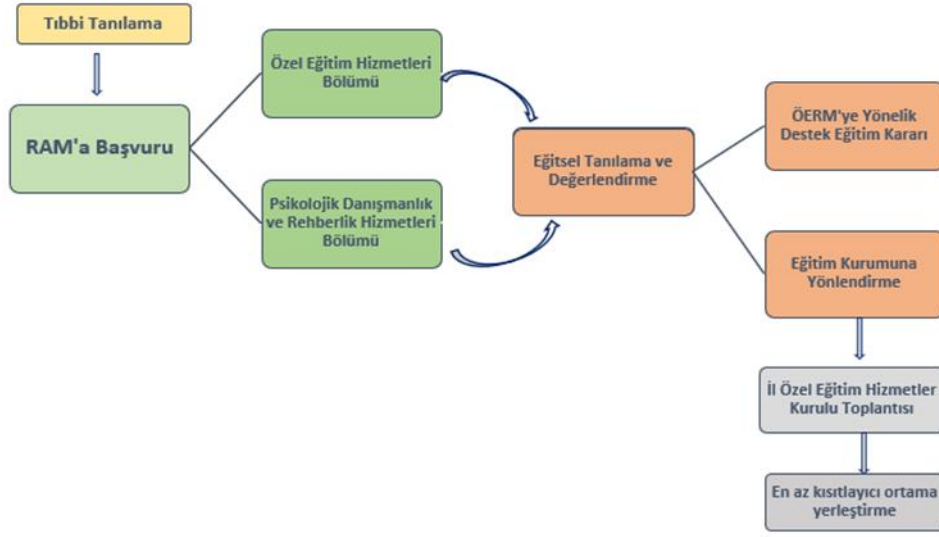 Tıbbi Tanılama
RAM'a Başvuru
Özel Eğitim Hizmetleri
Bölümü
Psikolojik Danışmanlık
ve Rehberlik Hizmetleri
Bölümü
Eğitsel Tanılama ve
Değerlendirme
ÖERM'ye Yönelik
Destek Eğitim Kararı
Eğitim Kurumuna
Yönlendirme
İl Özel Eğitim Hizmetler
Kurulu Toplantısı
En az kısıtlayıcı ortama
yerleştirme